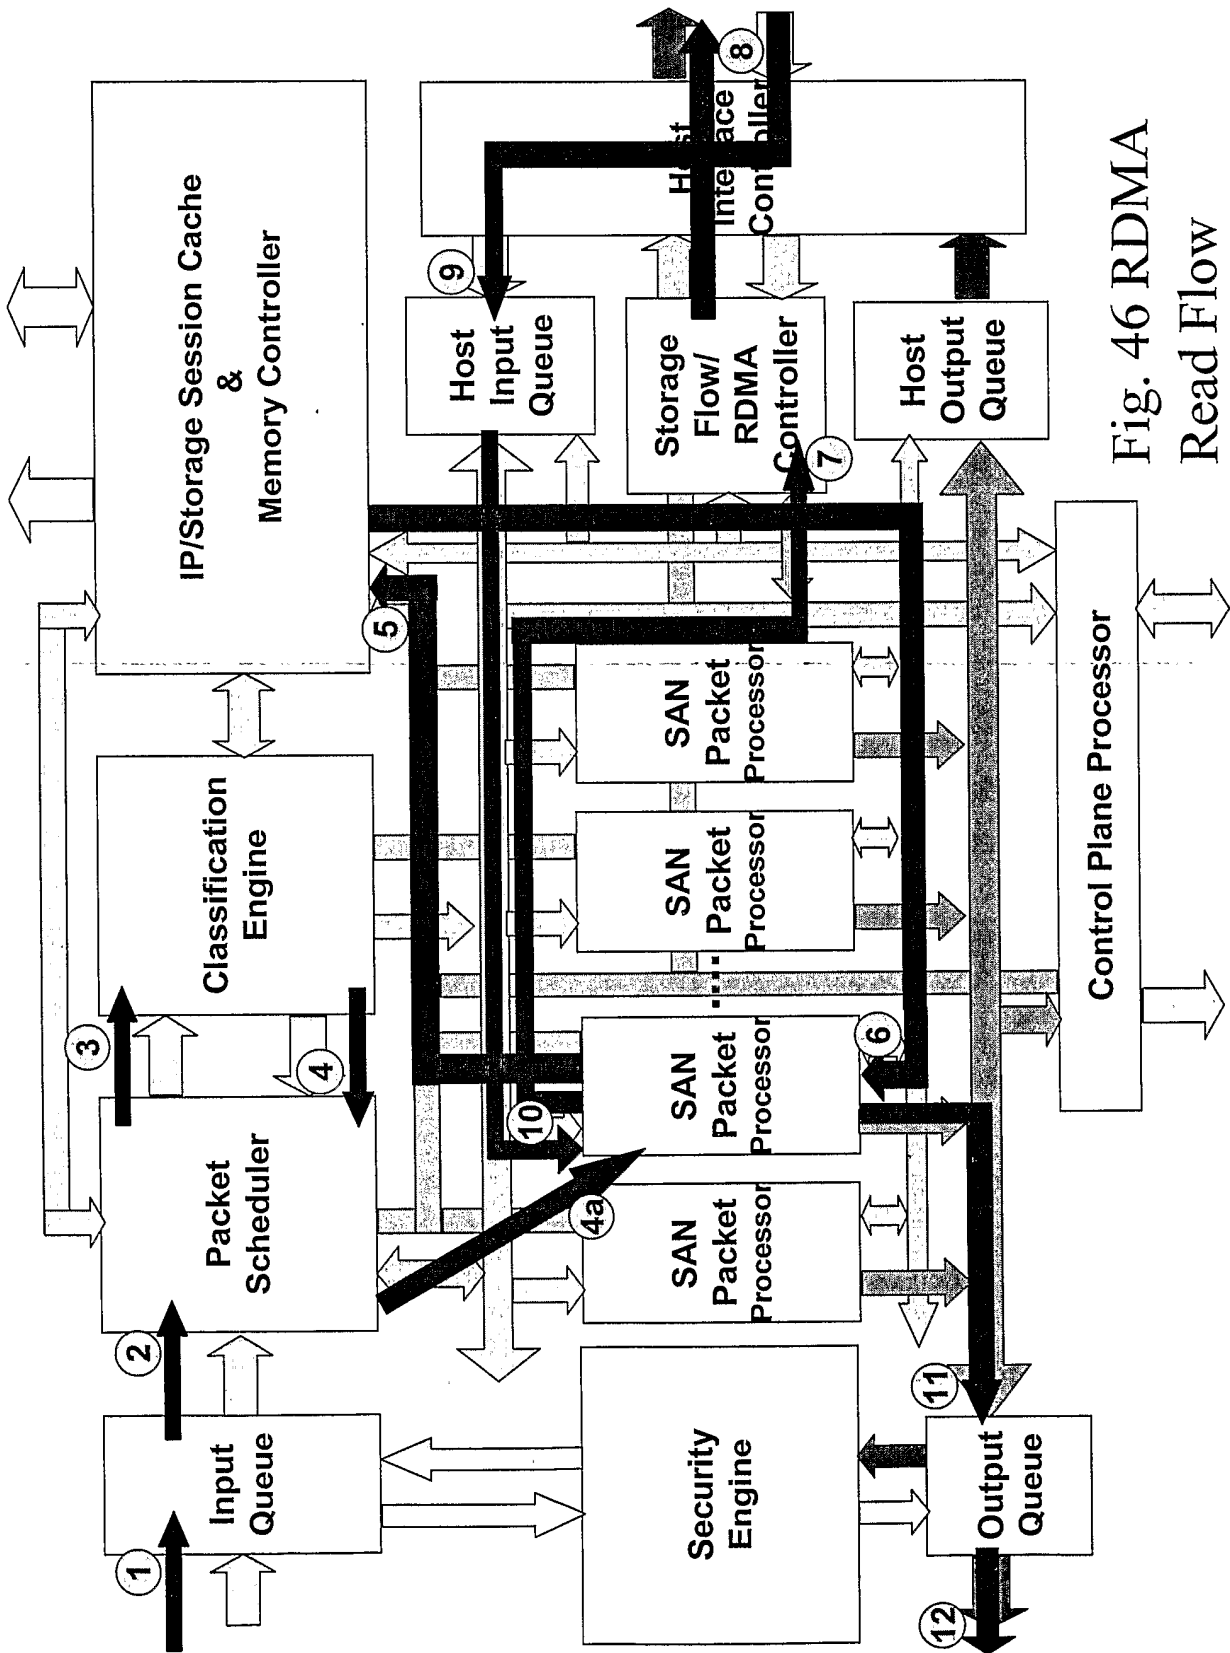 IP/Storage Session Cache
&
Memory Controller
Classification
Engine
Packet
Scheduler
Input
Queue
Host
Interface
Controller
Host
Input
Queue
Storage
Flow/
RDMA
Controller
Host
Output
Queue
SAN
Packet
Processor
SAN
Packet
Processor
SAN
Packet
Processor
SAN
Packet
Processor
Security
Engine
Output
Queue
Control Plane Processor
1
2
3
4
4a
5
6
7
8
9
10
11
12
Fig. 46 RDMA
Read Flow